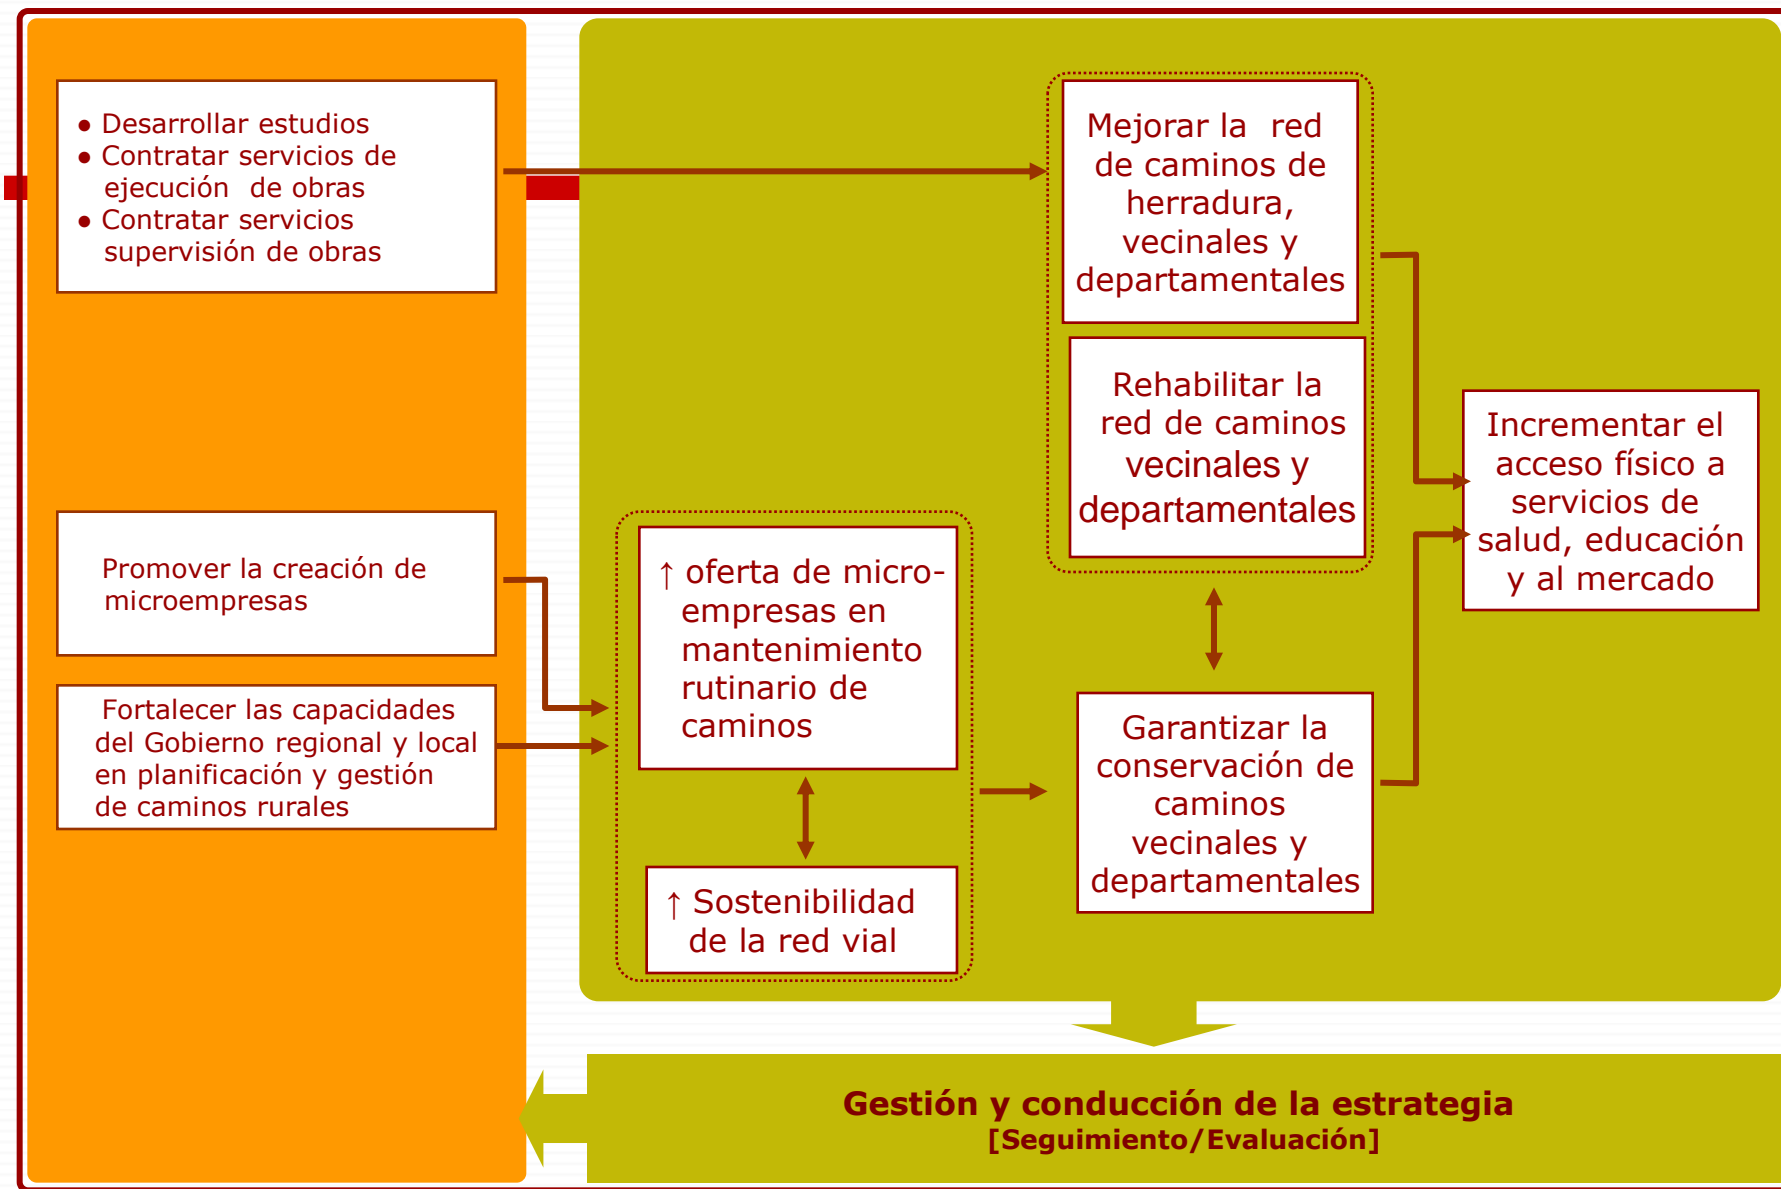 ● Desarrollar estudios
● Contratar servicios de
ejecución de obras
● Contratar servicios
supervisión de obras
Promover la creación de
microempresas
Fortalecer las capacidades
del Gobierno regional y local
en planificación y gestión
de caminos rurales
↑ oferta de micro-
empresas en
mantenimiento
rutinario de
caminos
↑ Sostenibilidad
de la red vial
Mejorar la red
de caminos de
herradura,
vecinales y
departamentales
Rehabilitar la
red de caminos
vecinales y
departamentales
Garantizar la
conservación de
caminos
vecinales y
departamentales
Incrementar el
acceso físico a
servicios de
salud, educación
y al mercado
Gestión y conducción de la estrategia
[Seguimiento/Evaluación]